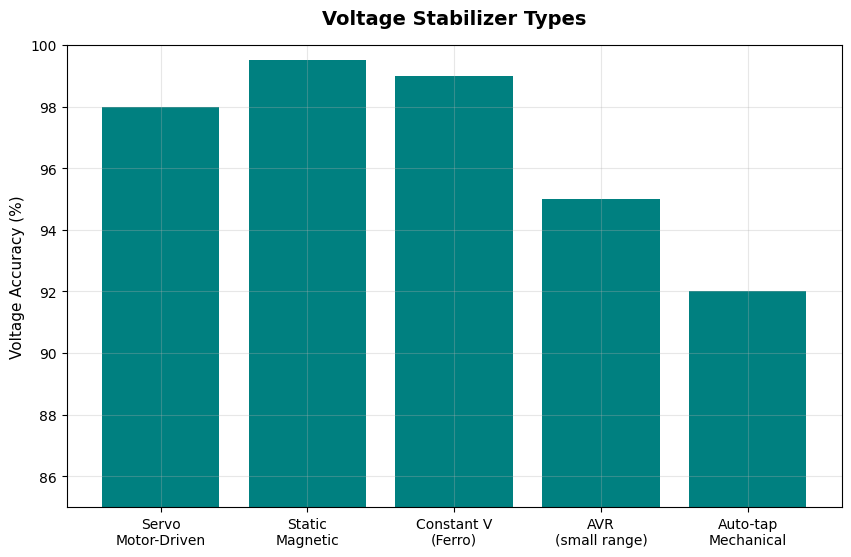 Voltage Stabilizer Types
Voltage Accuracy (%)
100
98
96
94
92
90
88
86
Servo
Motor-Driven
Static
Magnetic
Constant V
(Ferro)
AVR
(small range)
Auto-tap
Mechanical